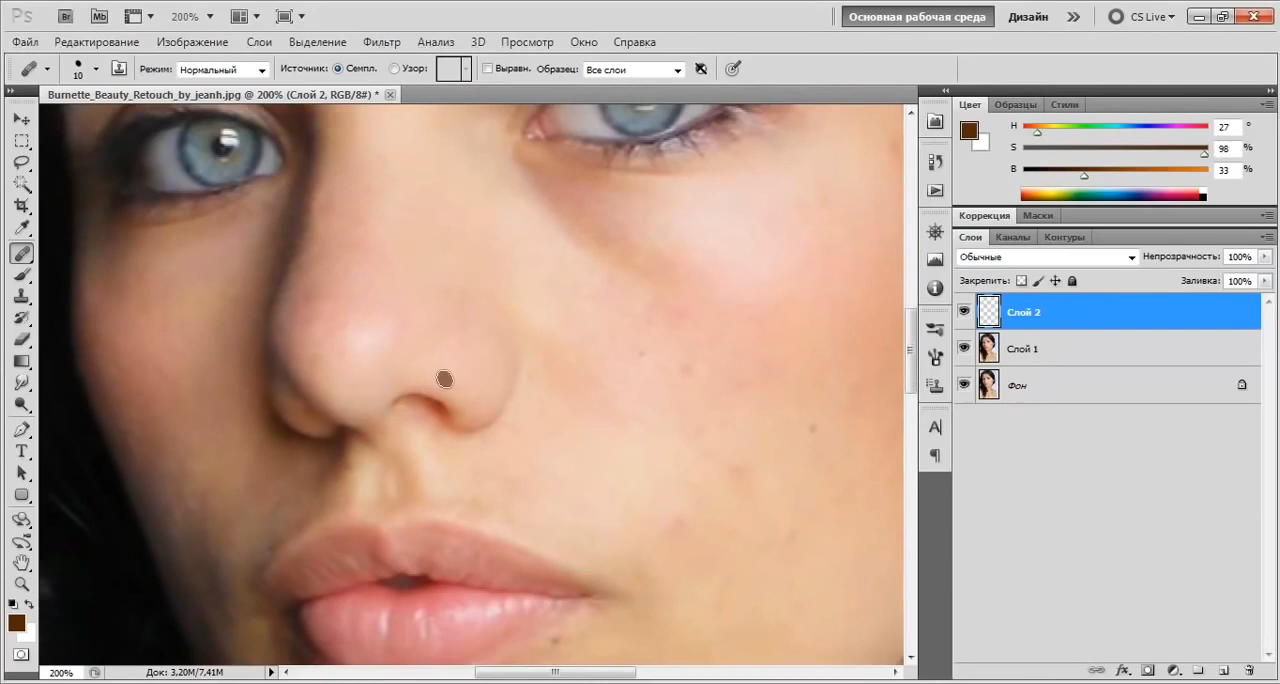 Ps Br Mb 200% Основная рабочая среда Дизайн CS Live
Файл Редактирование Изображение Слои Выделение Фильтр Анализ 3D Просмотр Окно Справка
10 Режим: Нормальный Источник: Сэмпл. Узор: Выравн. Образец: Все слои
Burnette_Beauty_Retouch_by_jeanh.jpg @ 200% (Слой 2, RGB/8#) *
Цвет Образцы Стили
H 27 °
S 98 %
B 33 %
Коррекция Маски
Слои Каналы Контуры
Обычные Непрозрачность: 100%
Закрепить: Заливка: 100%
Слой 2
Слой 1
Фон
200% Док: 3,20M/7,41M